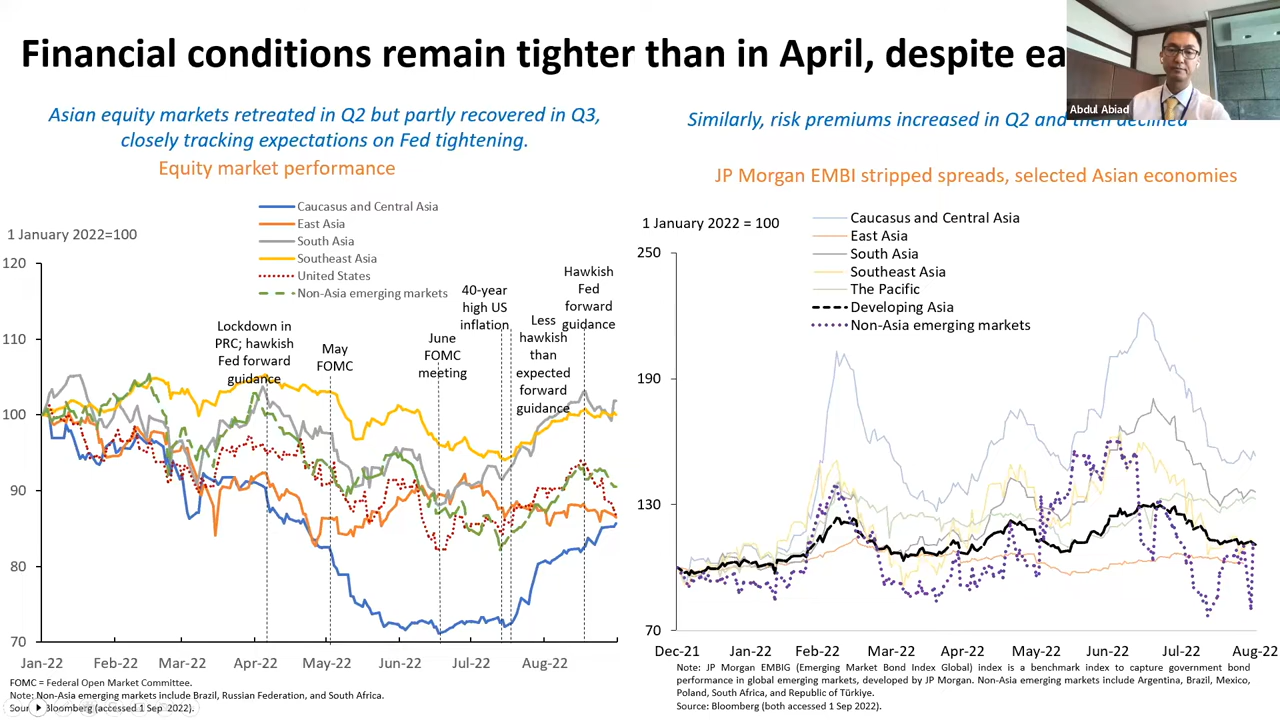 Financial conditions remain tighter than in April, despite ea
Abdul Abiad
Asian equity markets retreated in Q2 but partly recovered in Q3,
closely tracking expectations on Fed tightening.
Equity market performance
Caucasus and Central Asia
East Asia
South Asia
Southeast Asia
United States
Non-Asia emerging markets
1 January 2022=100
120
110
100
90
80
70
Lockdown in
PRC; hawkish
Fed forward
guidance
May
FOMC
June
FOMC
meeting
40-year
high US
inflation
Less
hawkish
than
expected
forward
guidance
Hawkish
Fed
forward
guidance
Jan-22 Feb-22 Mar-22 Apr-22 May-22 Jun-22 Jul-22 Aug-22
FOMC = Federal Open Market Committee.
Note: Non-Asia emerging markets include Brazil, Russian Federation, and South Africa.
Bloomberg (accessed 1 Sep 2022).
Similarly, risk premiums increased in Q2 and then declined
JP Morgan EMBI stripped spreads, selected Asian economies
1 January 2022 = 100
Caucasus and Central Asia
East Asia
South Asia
Southeast Asia
The Pacific
Developing Asia
Non-Asia emerging markets
250
190
130
70
Dec-21 Jan-22 Feb-22 Mar-22 Apr-22 May-22 Jun-22 Jul-22 Aug-22
Note: JP Morgan EMBIG (Emerging Market Bond Index Global) index is a benchmark index to capture government bond
performance in global emerging markets, developed by JP Morgan. Non-Asia emerging markets include Argentina, Brazil, Mexico,
Poland, South Africa, and Republic of Türkiye.
Source: Bloomberg (both accessed 1 Sep 2022).